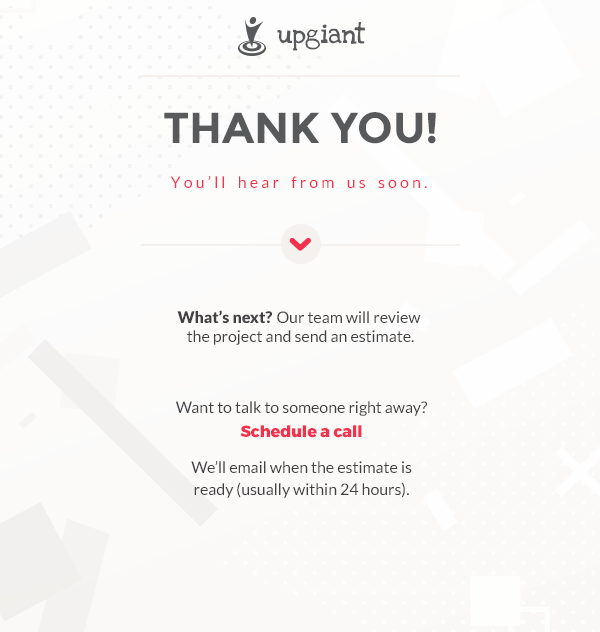 upgiant
THANK YOU!
You'll hear from us soon.
What's next? Our team will review
the project and send an estimate.
Want to talk to someone right away?
Schedule a call
We'll email when the estimate is
ready (usually within 24 hours).